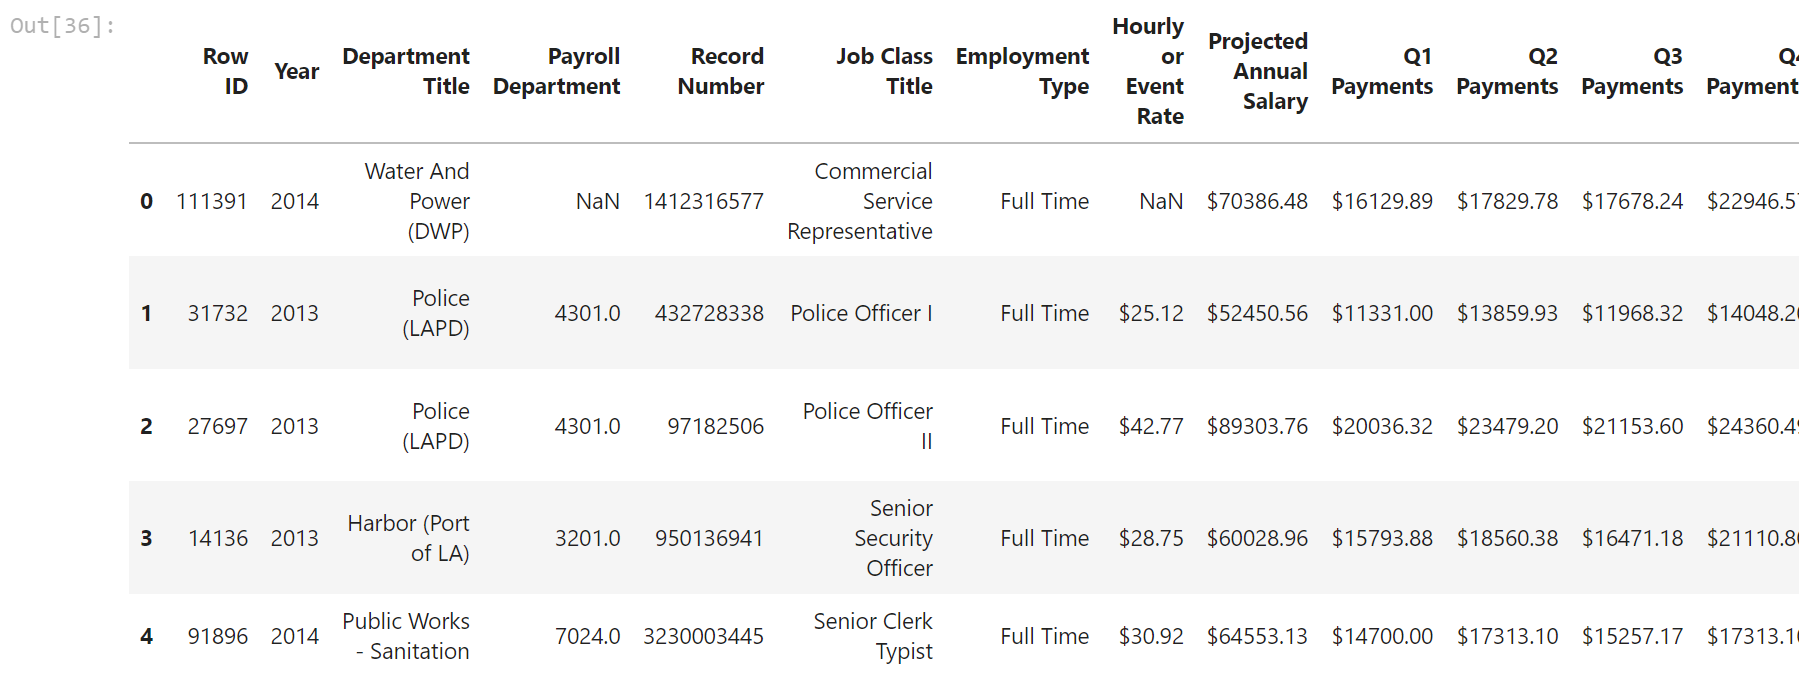 Out[36]:
Row ID Year Department Title Payroll Department Record Number Job Class Title Employment Type Hourly or Event Rate Projected Annual Salary Q1 Payments Q2 Payments Q3 Payments
0 111391 2014 Water And Power (DWP) NaN 1412316577 Commercial Service Representative Full Time NaN $70386.48 $16129.89 $17829.78 $17678.24 $22946.5
1 31732 2013 Police (LAPD) 4301.0 432728338 Police Officer I Full Time $25.12 $52450.56 $11331.00 $13859.93 $11968.32 $14048.2
2 27697 2013 Police (LAPD) 4301.0 97182506 Police Officer II Full Time $42.77 $89303.76 $20036.32 $23479.20 $21153.60 $24360.4
3 14136 2013 Harbor (Port of LA) 3201.0 950136941 Senior Security Officer Full Time $28.75 $60028.96 $15793.88 $18560.38 $16471.18 $21110.8
4 91896 2014 Public Works - Sanitation 7024.0 3230003445 Senior Clerk Typist Full Time $30.92 $64553.13 $14700.00 $17313.10 $15257.17 $17313.1